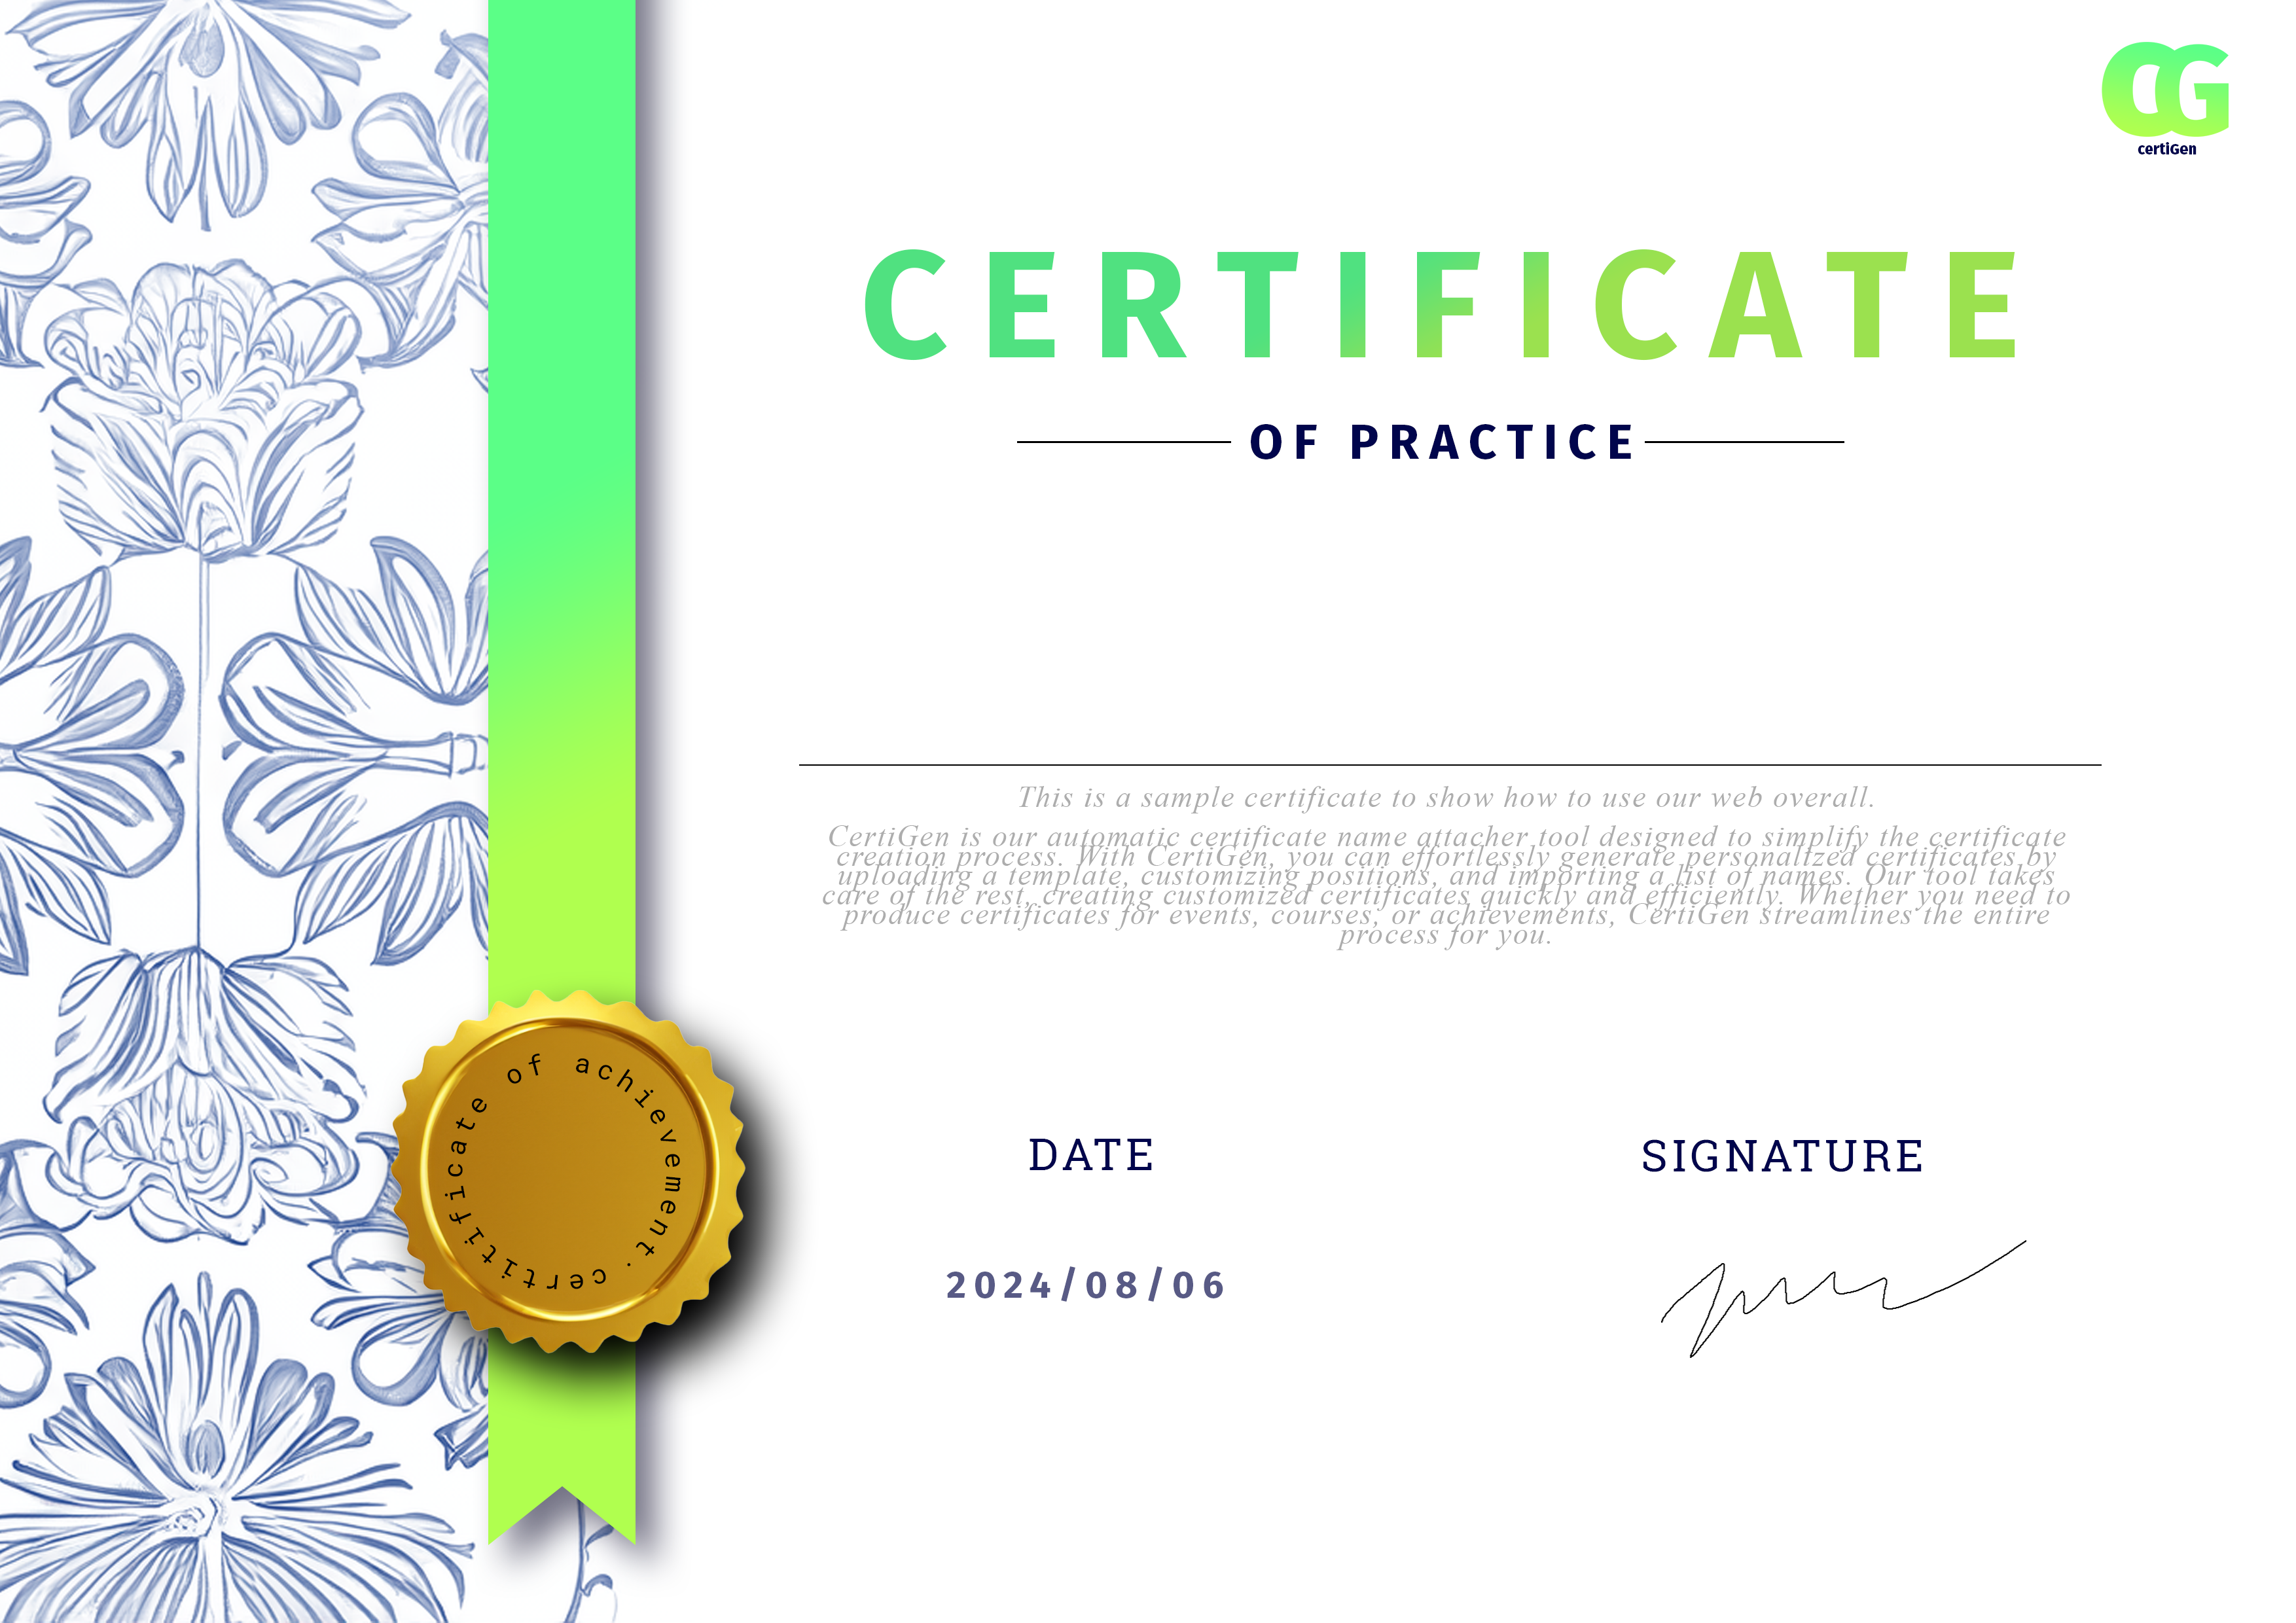 CG
certiGen
CERTIFICATE
OF PRACTICE
This is a sample certificate to show how to use our web overall.
CertiGen is our automatic certificate name attacher tool designed to simplify the certificate
creation process. With CertiGen, you can effortlessly generate personalized certificates by
uploading a template, customizing positions, and importing a list of names. Our tool takes
care of the rest, creating customized certificates quickly and efficiently. Whether you need to
produce certificates for events, courses, or achievements, CertiGen streamlines the entire
process for you.
certitificate of achievement .
DATE
SIGNATURE
2024/08/06